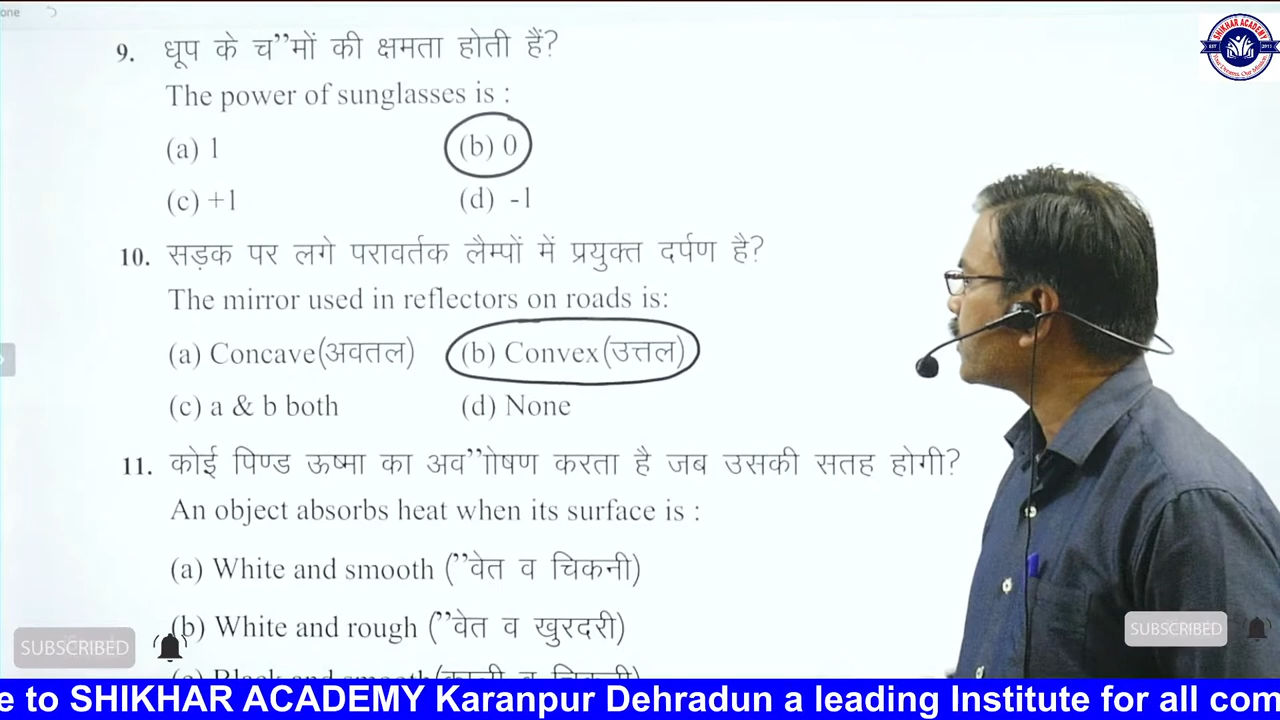 one
SHIKHAR ACADEMY
9. धूप के च”मों की क्षमता होती हैं?
The power of sunglasses is :
(a) 1 (b) 0
(c) +1 (d) -1
10. सड़क पर लगे परावर्तक लैम्पों में प्रयुक्त दर्पण है?
The mirror used in reflectors on roads is:
(a) Concave(अवतल) (b) Convex(उत्तल)
(c) a & b both (d) None
11. कोई पिण्ड ऊष्मा का अव”ाोषण करता है जब उसकी सतह होगी?
An object absorbs heat when its surface is :
(a) White and smooth (”वेत व चिकनी)
(b) White and rough (”वेत व खुरदरी)
SUBSCRIBED
SUBSCRIBED
e to SHIKHAR ACADEMY Karanpur Dehradun a leading Institute for all com